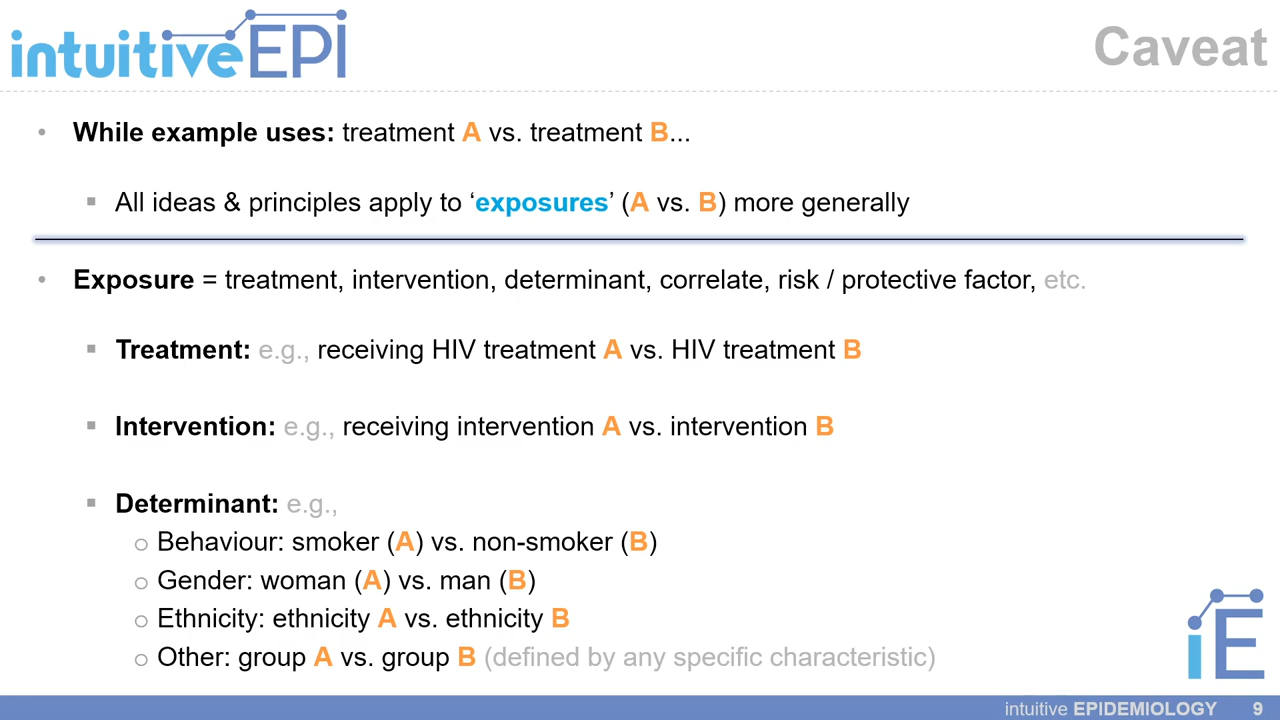 intuitiveEPI
Caveat
• While example uses: treatment A vs. treatment B...
▪ All ideas & principles apply to ‘exposures’ (A vs. B) more generally
• Exposure = treatment, intervention, determinant, correlate, risk / protective factor, etc.
▪ Treatment: e.g., receiving HIV treatment A vs. HIV treatment B
▪ Intervention: e.g., receiving intervention A vs. intervention B
▪ Determinant: e.g.,
o Behaviour: smoker (A) vs. non-smoker (B)
o Gender: woman (A) vs. man (B)
o Ethnicity: ethnicity A vs. ethnicity B
o Other: group A vs. group B (defined by any specific characteristic)
iE
intuitive EPIDEMIOLOGY 9